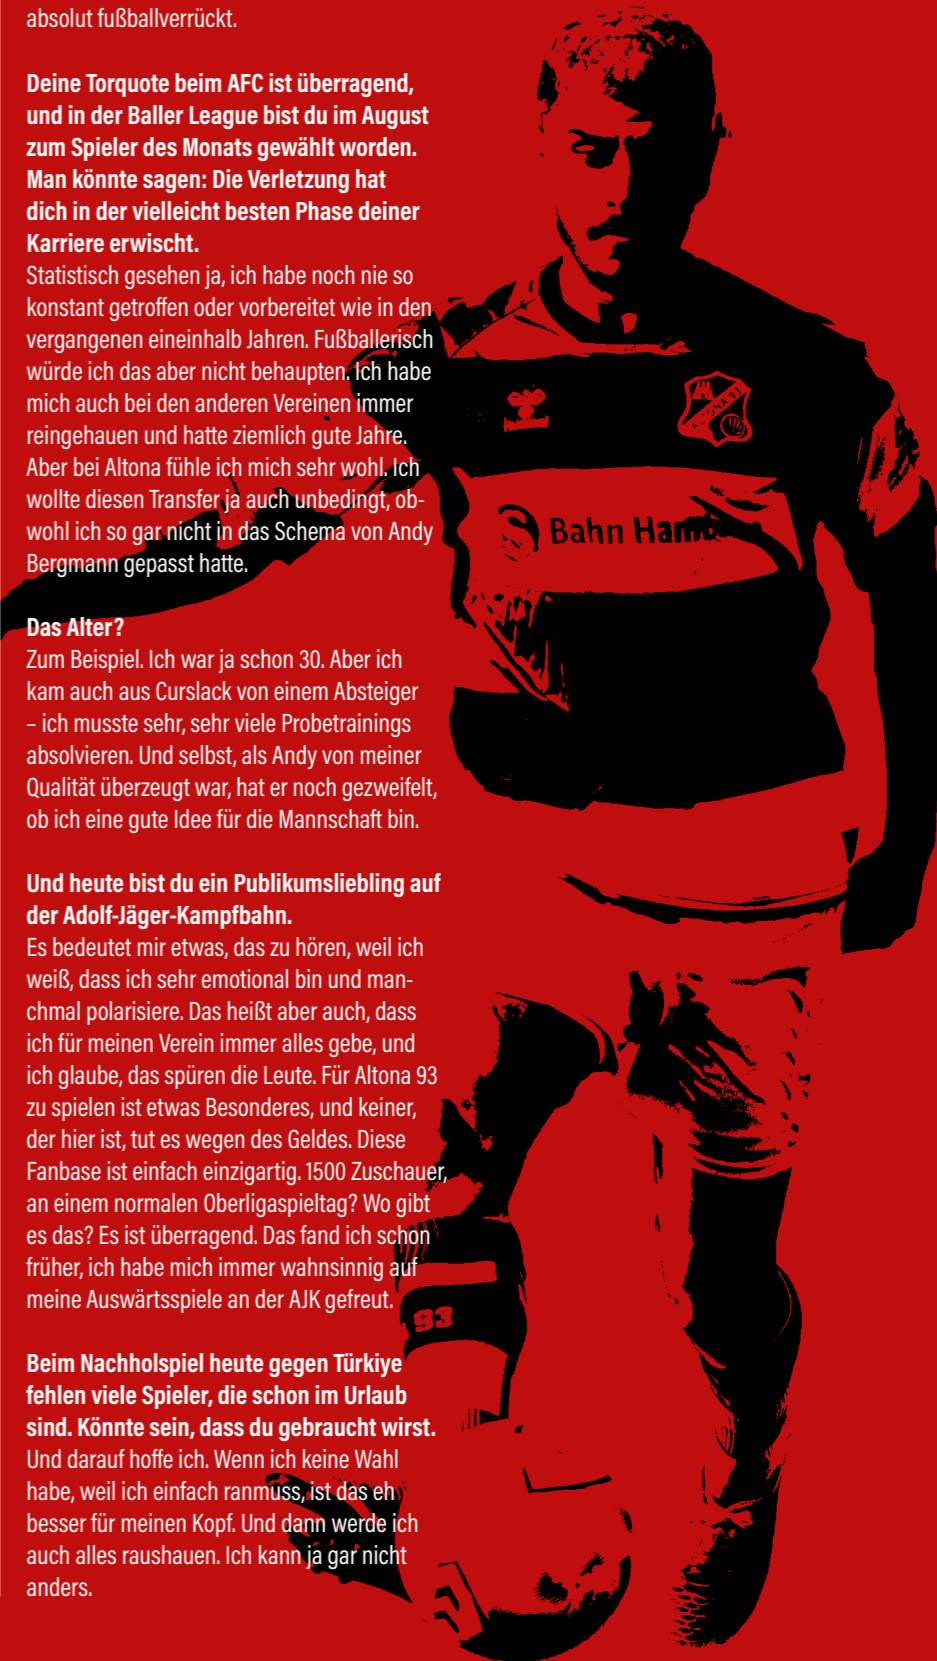 absolut fußballverrückt.
Deine Torquote beim AFC ist überragend,
und in der Baller League bist du im August
zum Spieler des Monats gewählt worden.
Man könnte sagen: Die Verletzung hat
dich in der vielleicht besten Phase deiner
Karriere erwischt.
Statistisch gesehen ja, ich habe noch nie so
konstant getroffen oder vorbereitet wie in den
vergangenen eineinhalb Jahren. Fußballerisch
würde ich das aber nicht behaupten. Ich habe
mich auch bei den anderen Vereinen immer
reingehauen und hatte ziemlich gute Jahre.
Aber bei Altona fühle ich mich sehr wohl. Ich
wollte diesen Transfer ja auch unbedingt, ob-
wohl ich so gar nicht in das Schema von Andy
Bergmann gepasst hatte.
Das Alter?
Zum Beispiel. Ich war ja schon 30. Aber ich
kam auch aus Curslack von einem Absteiger
– ich musste sehr, sehr viele Probetrainings
absolvieren. Und selbst, als Andy von meiner
Qualität überzeugt war, hat er noch gezweifelt,
ob ich eine gute Idee für die Mannschaft bin.
Und heute bist du ein Publikumsliebling auf
der Adolf-Jäger-Kampfbahn.
Es bedeutet mir etwas, das zu hören, weil ich
weiß, dass ich sehr emotional bin und man-
chmal polarisiere. Das heißt aber auch, dass
ich für meinen Verein immer alles gebe, und
ich glaube, das spüren die Leute. Für Altona 93
zu spielen ist etwas Besonderes, und keiner,
der hier ist, tut es wegen des Geldes. Diese
Fanbase ist einfach einzigartig. 1500 Zuschauer,
an einem normalen Oberligaspieltag? Wo gibt
es das? Es ist überragend. Das fand ich schon
früher, ich habe mich immer wahnsinnig auf
meine Auswärtsspiele an der AJK gefreut.
Beim Nachholspiel heute gegen Türkiye
fehlen viele Spieler, die schon im Urlaub
sind. Könnte sein, dass du gebraucht wirst.
Und darauf hoffe ich. Wenn ich keine Wahl
habe, weil ich einfach ranmuss, ist das eh
besser für meinen Kopf. Und dann werde ich
auch alles raushauen. Ich kann ja gar nicht
anders.
ALTONA 93
S Bahn
93